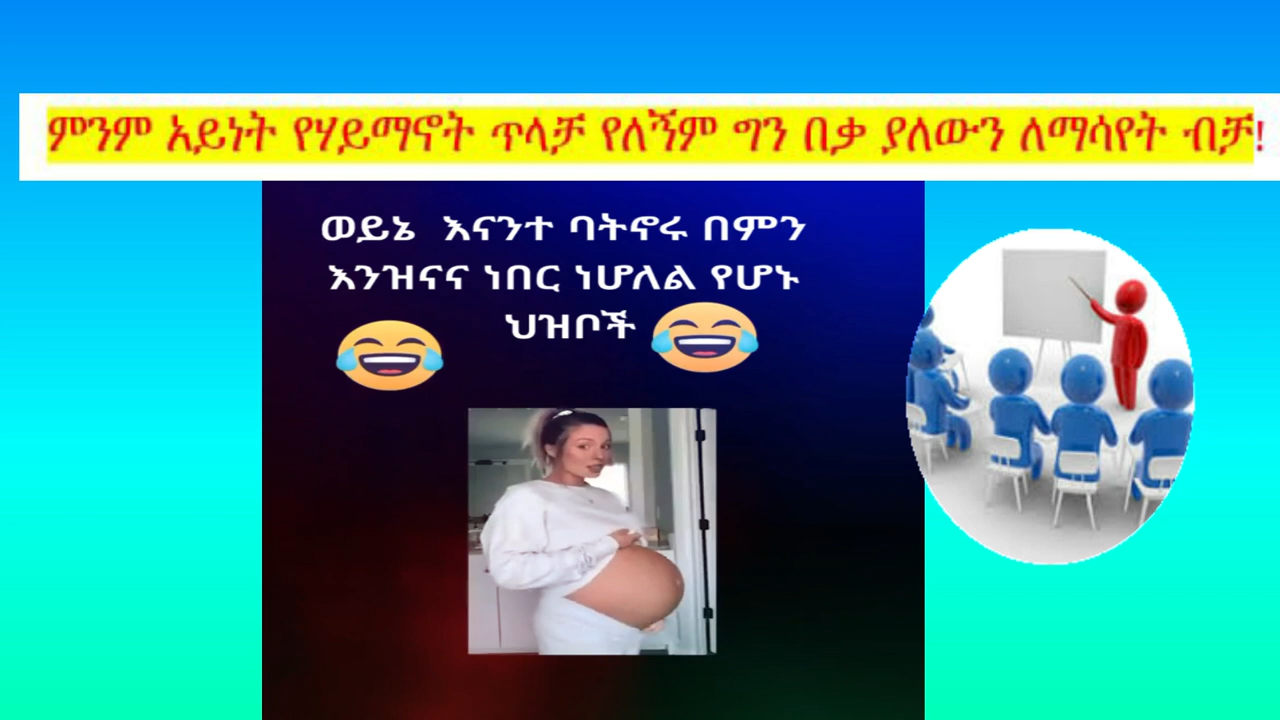 ምንም አይነት የሃይማኖት ጥላቻ የለኝም ግን በቃ ያለውን ለማሳየት ብቻ!
ወይኔ እናንተ ባትኖሩ በምን
እንዝናና ነበር ነሆለል የሆኑ
ህዝቦች